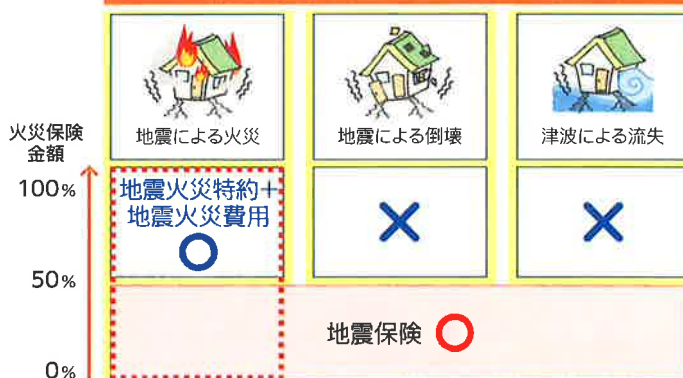 地震による火災
地震による倒壊
津波による流失
火災保険
金額
100%
地震火災特約＋
地震火災費用
50%
地震保険
0%